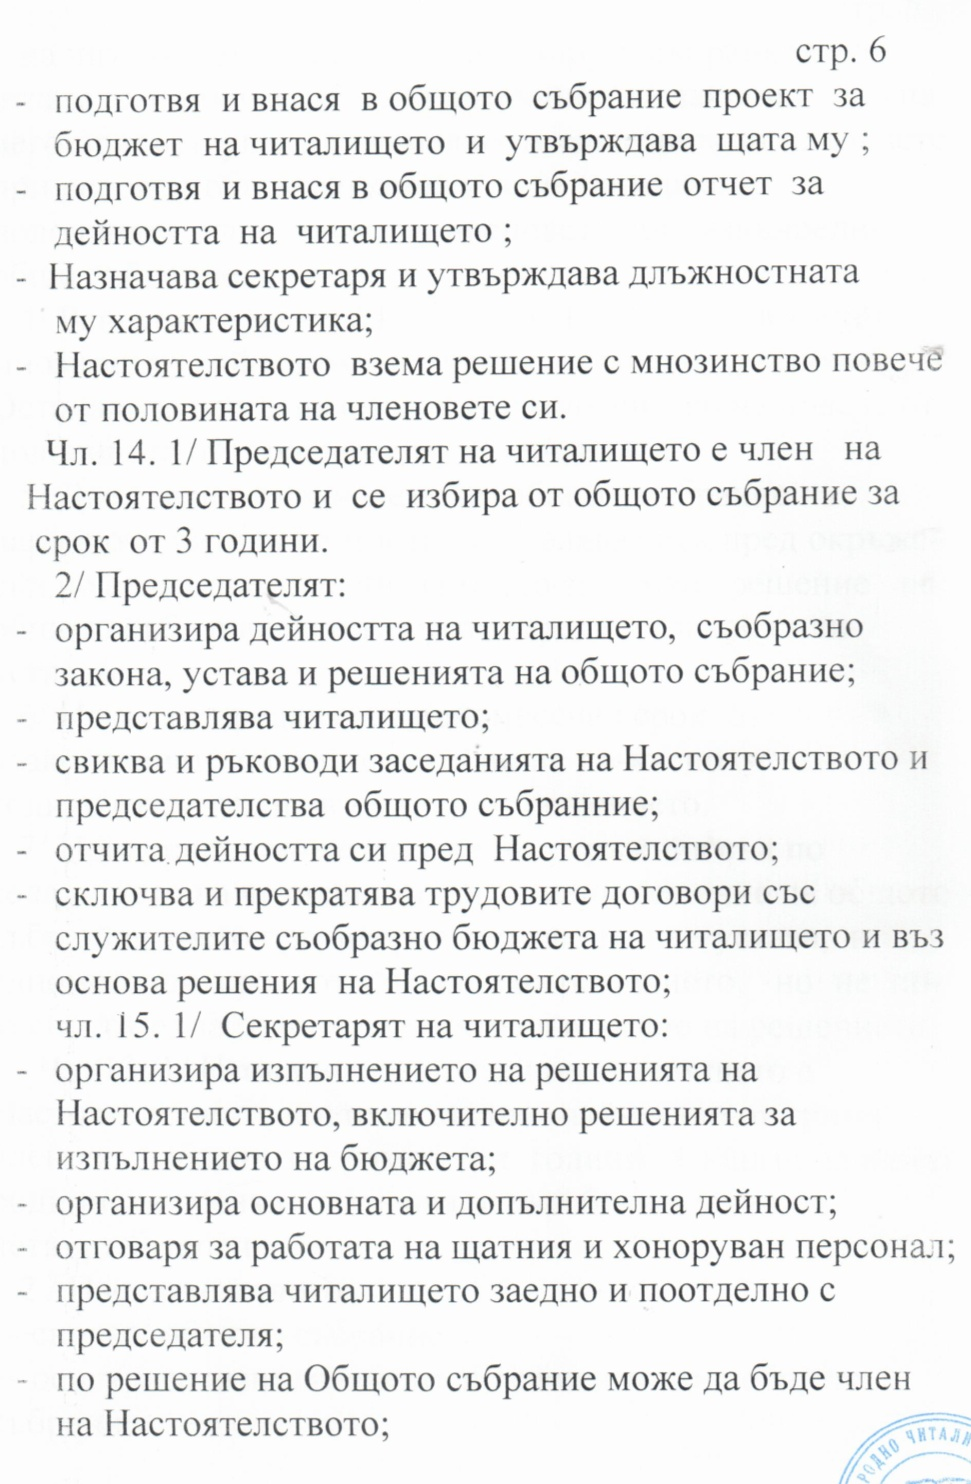 стр. 6
- подготвя и внася в общото събрание проект за
бюджет на читалището и утвърждава щата му ;
- подготвя и внася в общото събрание отчет за
дейността на читалището ;
- Назначава секретаря и утвърждава длъжностната
му характеристика;
- Настоятелството взема решение с мнозинство повече
от половината на членовете си.
Чл. 14. 1/ Председателят на читалището е член на
Настоятелството и се избира от общото събрание за
срок от 3 години.
2/ Председателят:
- организира дейността на читалището, съобразно
закона, устава и решенията на общото събрание;
- представлява читалището;
- свиква и ръководи заседанията на Настоятелството и
председателства общото събранние;
- отчита дейността си пред Настоятелството;
- сключва и прекратява трудовите договори със
служителите съобразно бюджета на читалището и въз
основа решения на Настоятелството;
чл. 15. 1/ Секретарят на читалището:
- организира изпълнението на решенията на
Настоятелството, включително решенията за
изпълнението на бюджета;
- организира основната и допълнителна дейност;
- отговаря за работата на щатния и хоноруван персонал;
- представлява читалището заедно и поотделно с
председателя;
- по решение на Общото събрание може да бъде член
на Настоятелството;